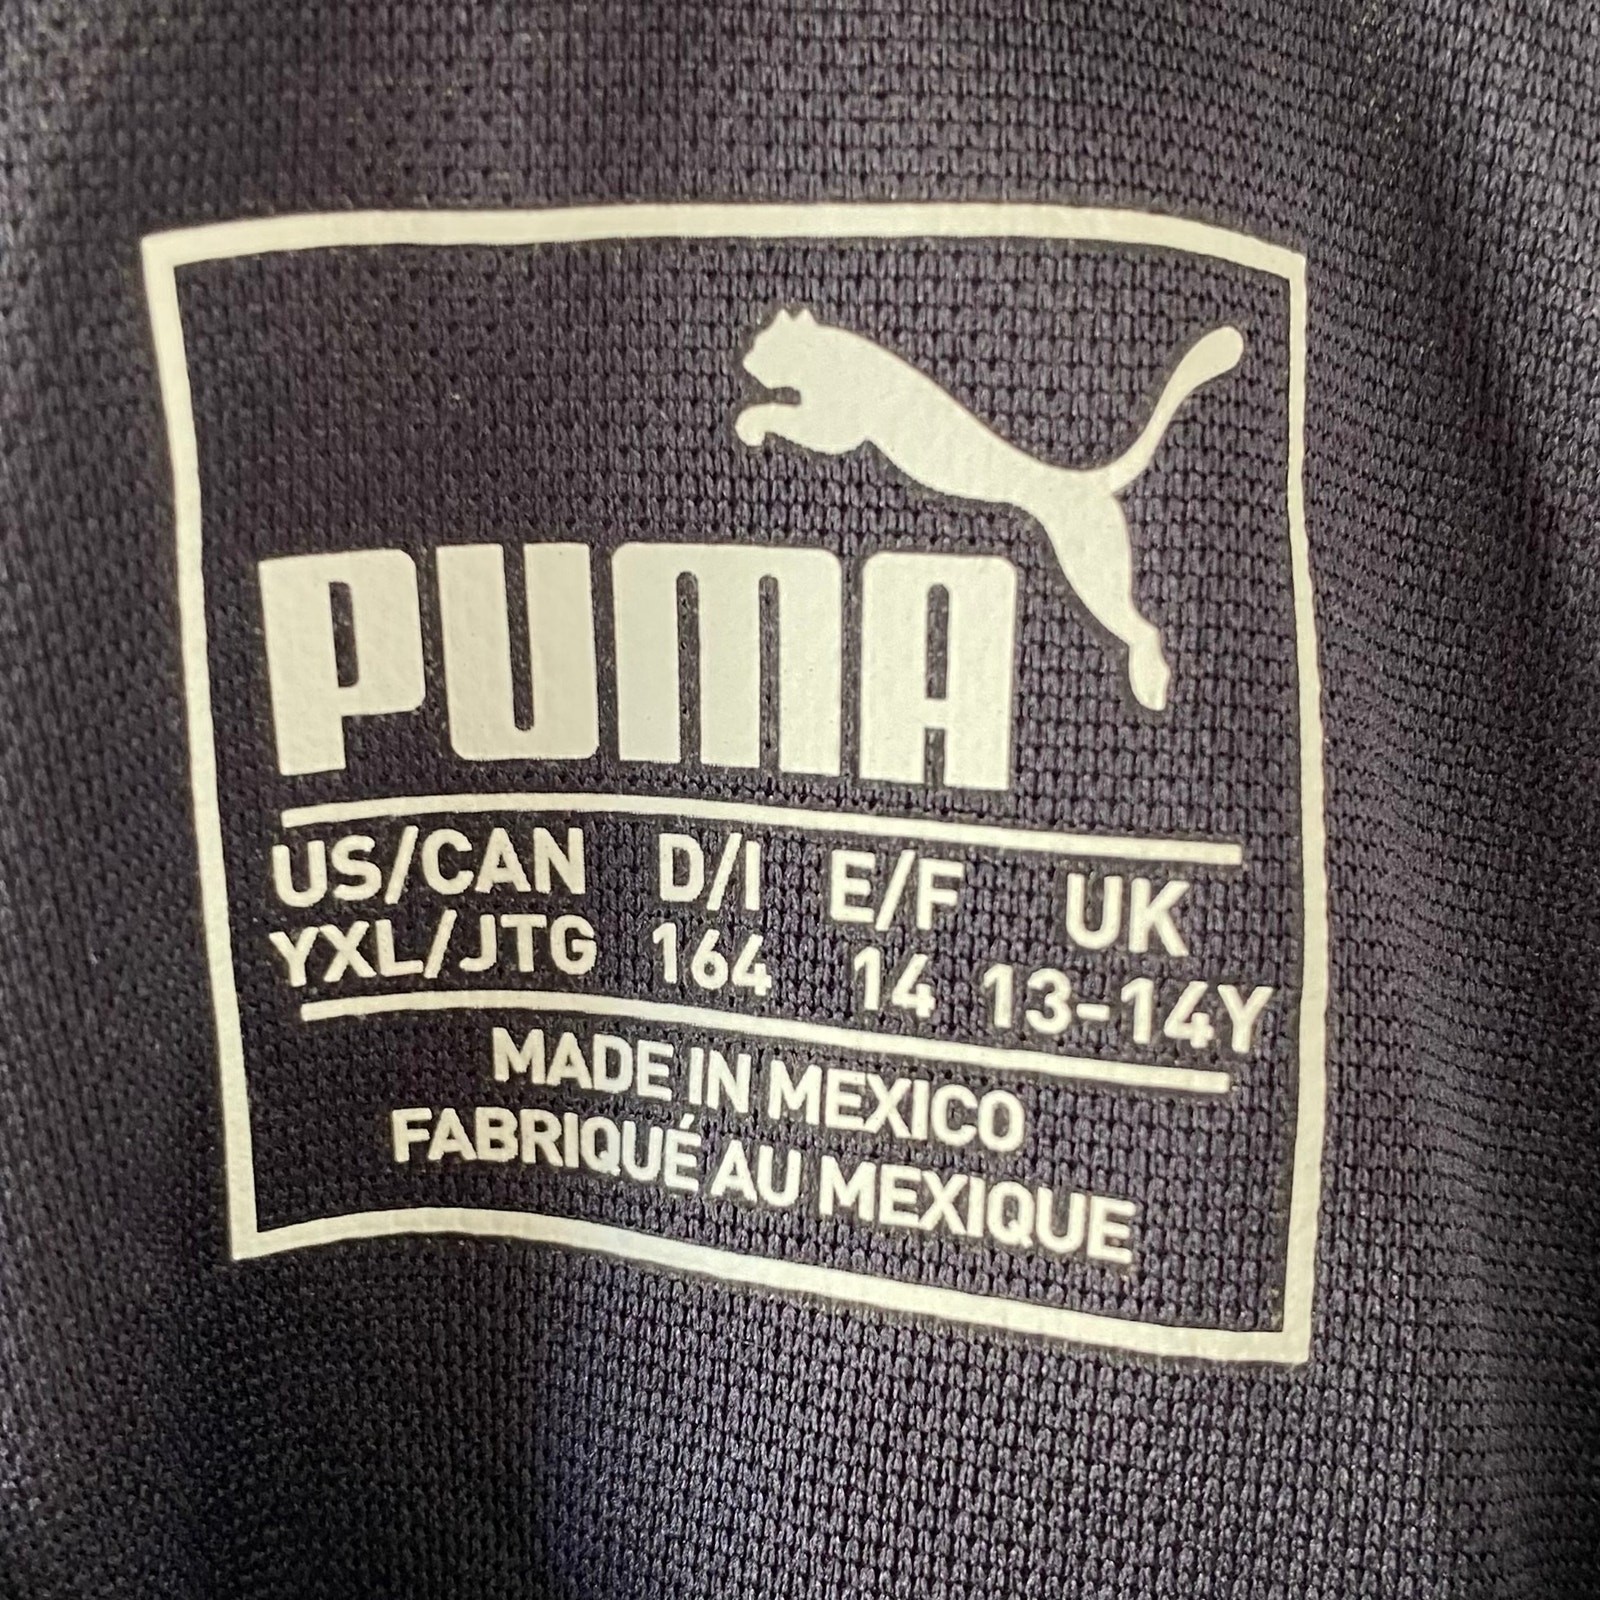 PUMA
US/CAN D/I E/F UK
YXL/JTG 164 14 13-14Y
MADE IN MEXICO
FABRIQUÉ AU MEXIQUE